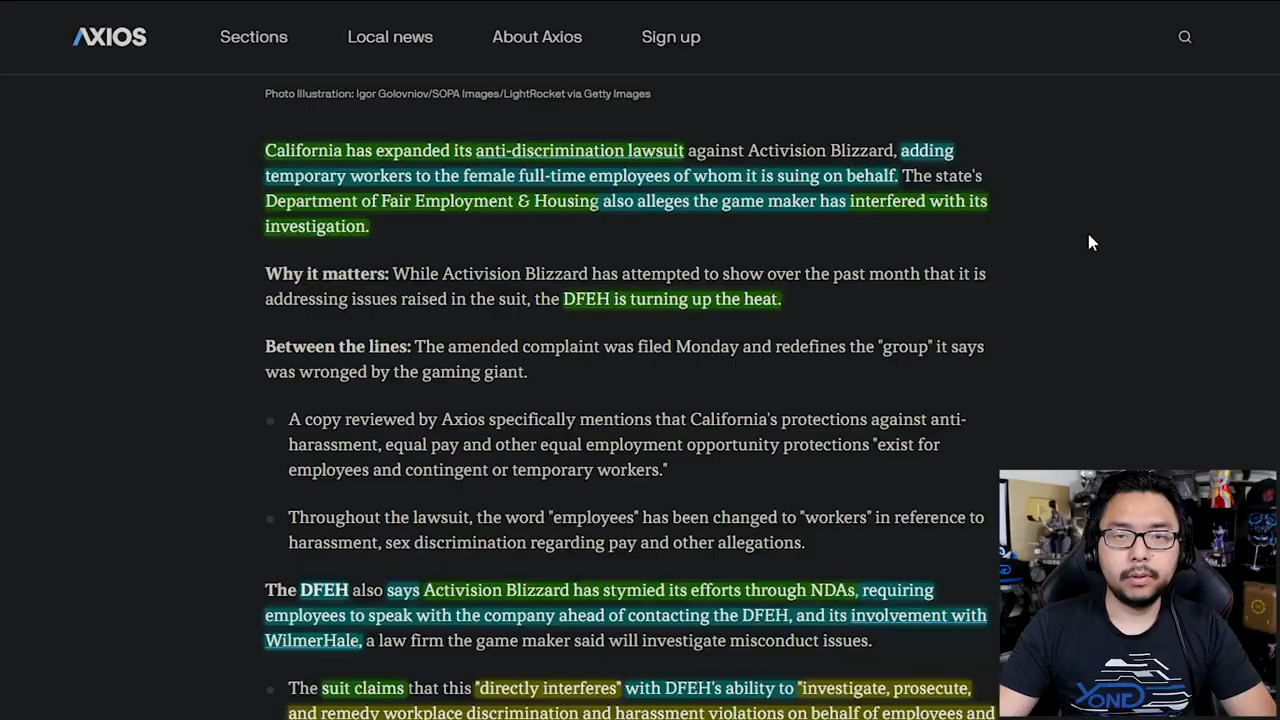 AXIOS
Sections
Local news
About Axios
Sign up
Photo Illustration: Igor Golovniov/SOPA Images/LightRocket via Getty Images
California has expanded its anti-discrimination lawsuit against Activision Blizzard, adding
temporary workers to the female full-time employees of whom it is suing on behalf. The state's
Department of Fair Employment & Housing also alleges the game maker has interfered with its
investigation.
Why it matters: While Activision Blizzard has attempted to show over the past month that it is
addressing issues raised in the suit, the DFEH is turning up the heat.
Between the lines: The amended complaint was filed Monday and redefines the "group" it says
was wronged by the gaming giant.
A copy reviewed by Axios specifically mentions that California's protections against anti-
harassment, equal pay and other equal employment opportunity protections "exist for
employees and contingent or temporary workers."
Throughout the lawsuit, the word "employees" has been changed to "workers" in reference to
harassment, sex discrimination regarding pay and other allegations.
The DFEH also says Activision Blizzard has stymied its efforts through NDAs, requiring
employees to speak with the company ahead of contacting the DFEH, and its involvement with
WilmerHale, a law firm the game maker said will investigate misconduct issues.
The suit claims that this "directly interferes" with DFEH's ability to "investigate, prosecute,
and remedy workplace discrimination and harassment violations on behalf of employees and
YONG